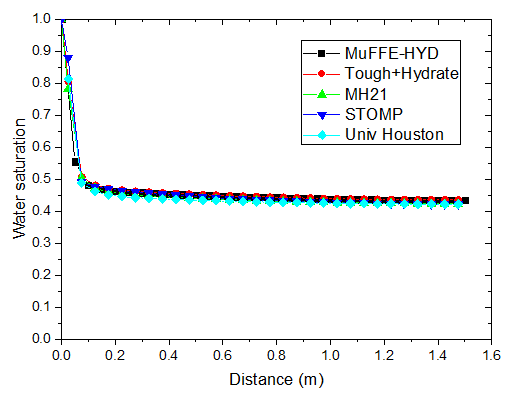 1.0
0.9
0.8
0.7
0.6
0.5
0.4
0.3
0.2
0.1
0.0
Water saturation
MuFFE-HYD
Tough+Hydrate
MH21
STOMP
Univ Houston
0.0 0.2 0.4 0.6 0.8 1.0 1.2 1.4 1.6
Distance (m)